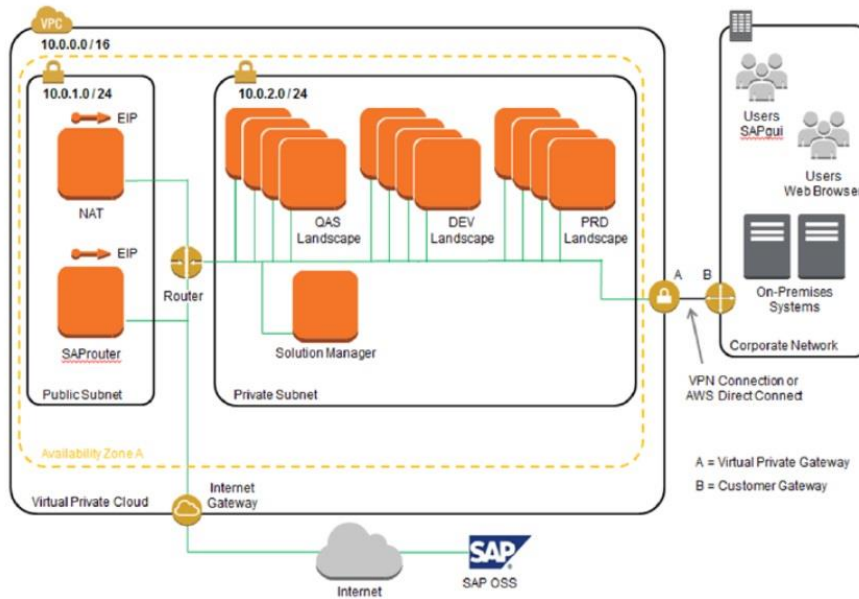 VPC
10.0.0.0 / 16
10.0.1.0 / 24
EIP
NAT
EIP
SAProuter
Public Subnet
Router
10.0.2.0 / 24
QAS
Landscape
DEV
Landscape
PRD
Landscape
Solution Manager
Private Subnet
Availability Zone A
Virtual Private Cloud
Internet
Gateway
Internet
SAP
SAP OSS
A
B
Users
SAPgui
Users
Web Browser
On-Premises
Systems
Corporate Network
VPN Connection or
AWS Direct Connect
A = Virtual Private Gateway
B = Customer Gateway